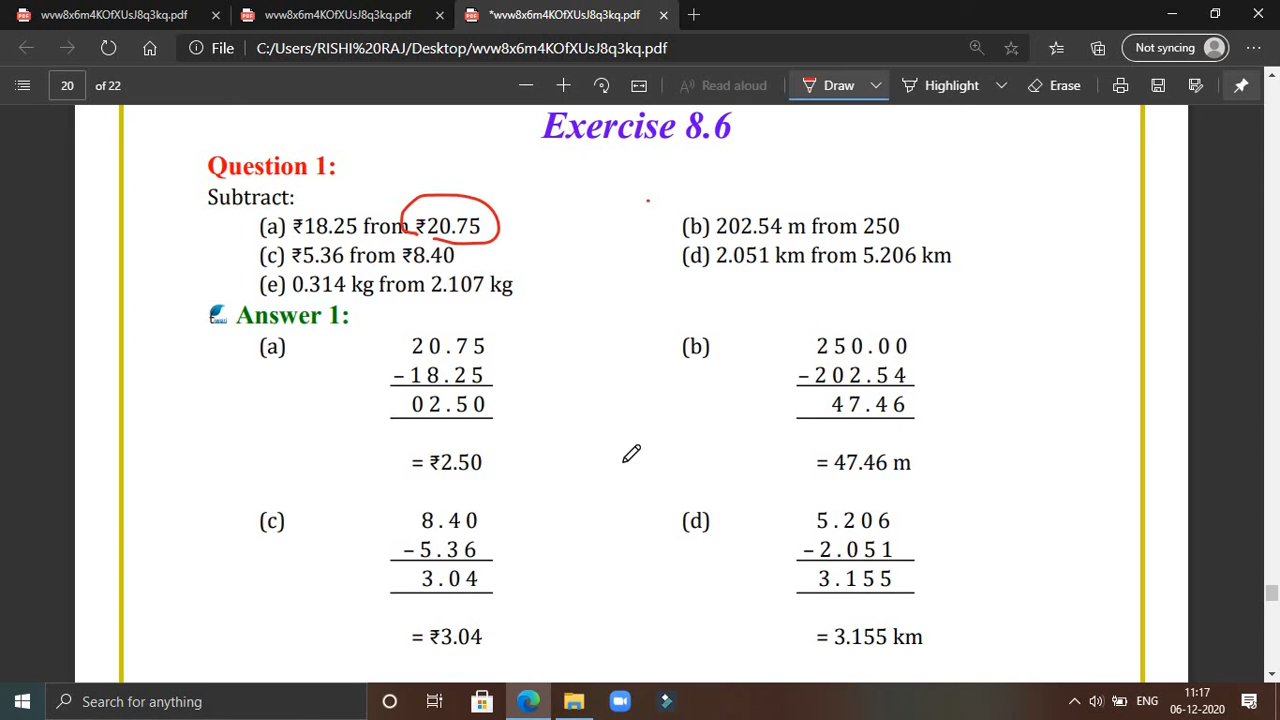 wvw8x6m4KOfXUsJ8q3kq.pdf
wvw8x6m4KOfXUsJ8q3kq.pdf
*wvw8x6m4KOfXUsJ8q3kq.pdf
File C:/Users/RISHI%20RAJ/Desktop/wvw8x6m4KOfXUsJ8q3kq.pdf Not syncing
20 of 22 Read aloud Draw Highlight Erase
Exercise 8.6
Question 1:
Subtract:
(a) ₹18.25 from ₹20.75 (b) 202.54 m from 250
(c) ₹5.36 from ₹8.40 (d) 2.051 km from 5.206 km
(e) 0.314 kg from 2.107 kg
Answer 1:
(a) 20.75 (b) 250.00
–18.25 –202.54
02.50 47.46
= ₹2.50 = 47.46 m
(c) 8.40 (d) 5.206
–5.36 –2.051
3.04 3.155
= ₹3.04 = 3.155 km
Search for anything
ENG
11:17
06-12-2020